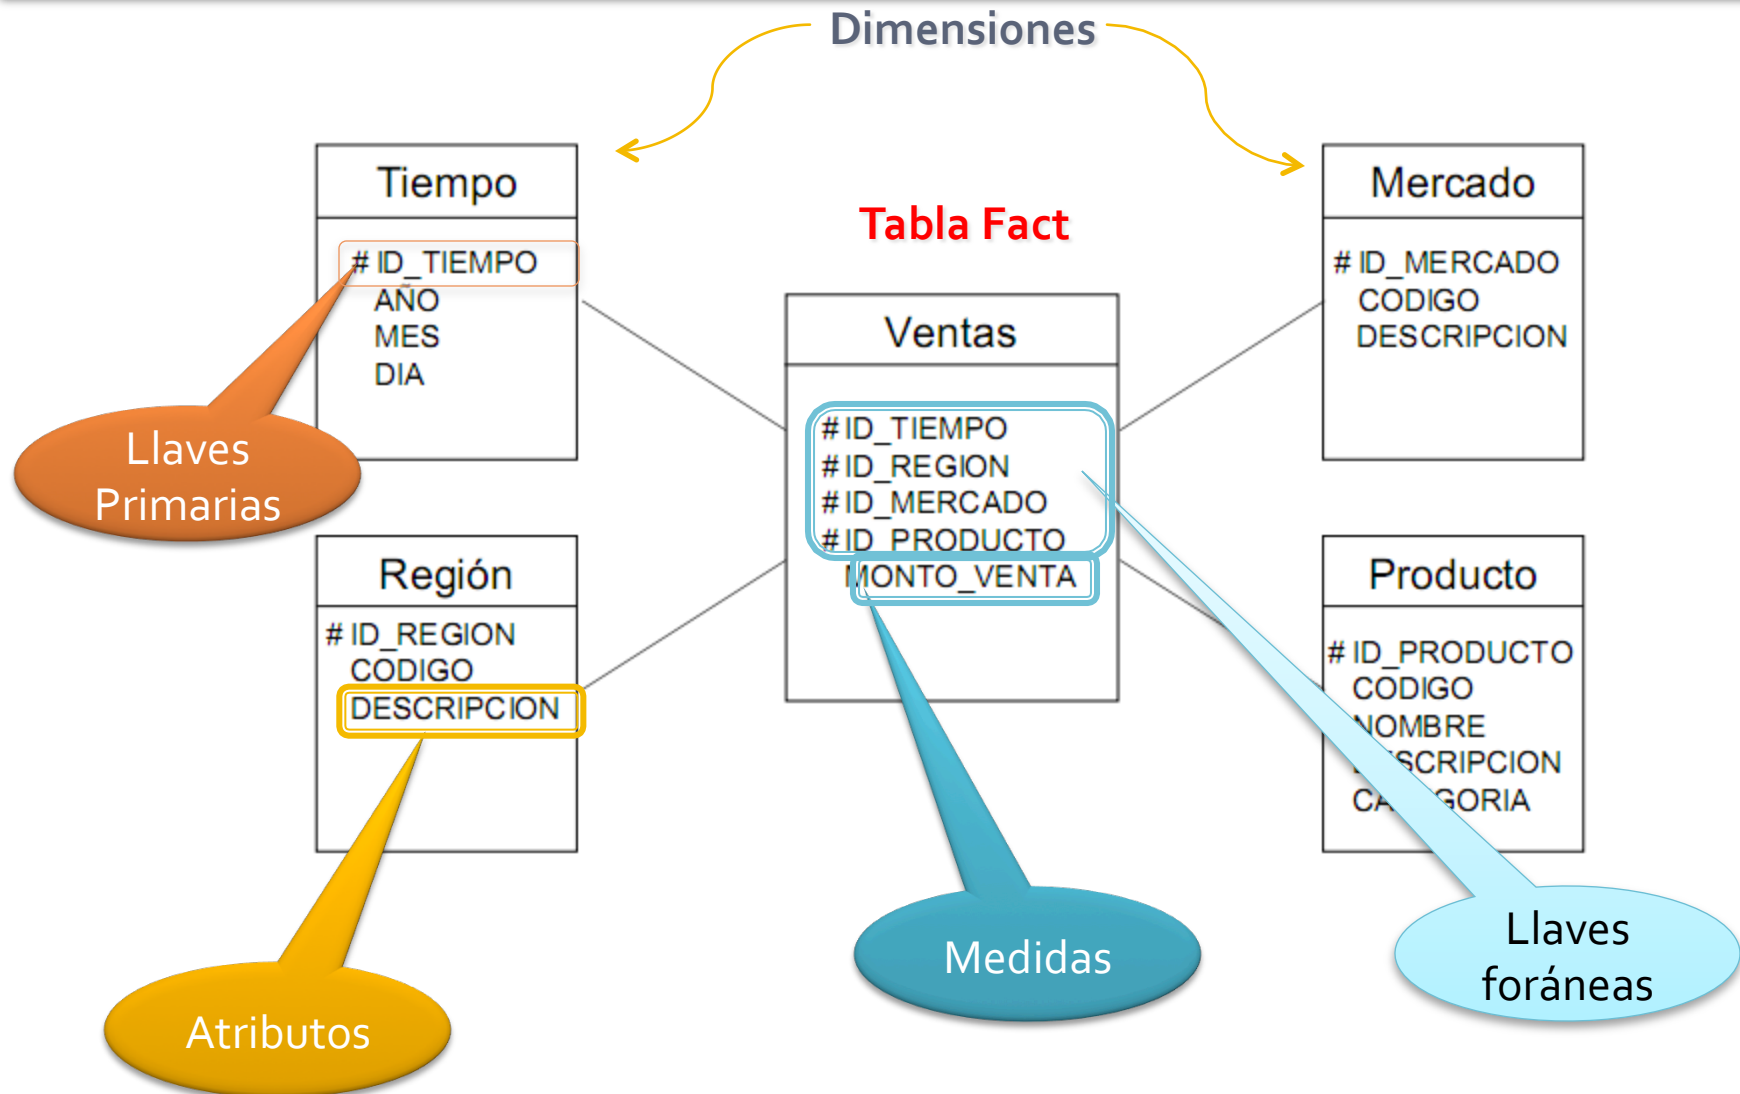 Dimensiones
Tiempo
# ID_TIEMPO
AÑO
MES
DIA
Mercado
# ID_MERCADO
CODIGO
DESCRIPCION
Tabla Fact
Ventas
# ID_TIEMPO
# ID_REGION
# ID_MERCADO
# ID_PRODUCTO
MONTO_VENTA
Llaves
Primarias
Región
# ID_REGION
CODIGO
DESCRIPCION
Producto
# ID_PRODUCTO
CODIGO
NOMBRE
Atributos
Medidas
Llaves
foráneas